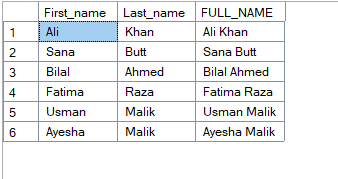 First_name Last_name FULL_NAME
1 Ali Khan Ali Khan
2 Sana Butt Sana Butt
3 Bilal Ahmed Bilal Ahmed
4 Fatima Raza Fatima Raza
5 Usman Malik Usman Malik
6 Ayesha Malik Ayesha Malik